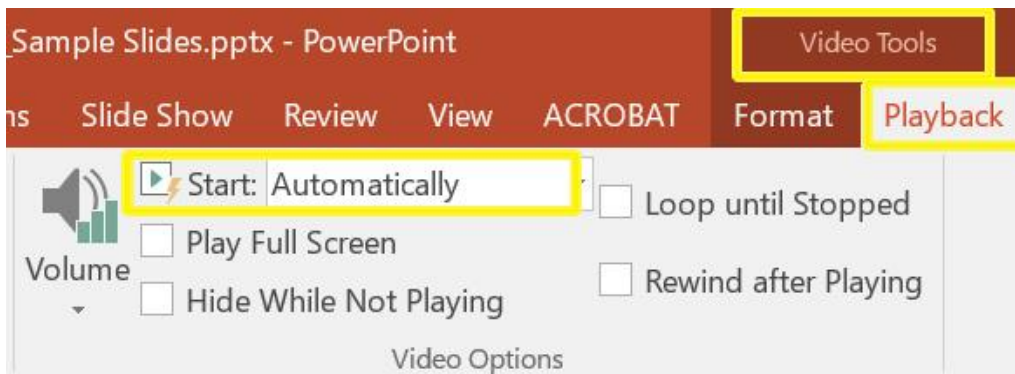 _Sample Slides.pptx - PowerPoint Video Tools
Slide Show Review View ACROBAT Format Playback
Start: Automatically
Loop until Stopped
Play Full Screen
Volume
Rewind after Playing
Hide While Not Playing
Video Options